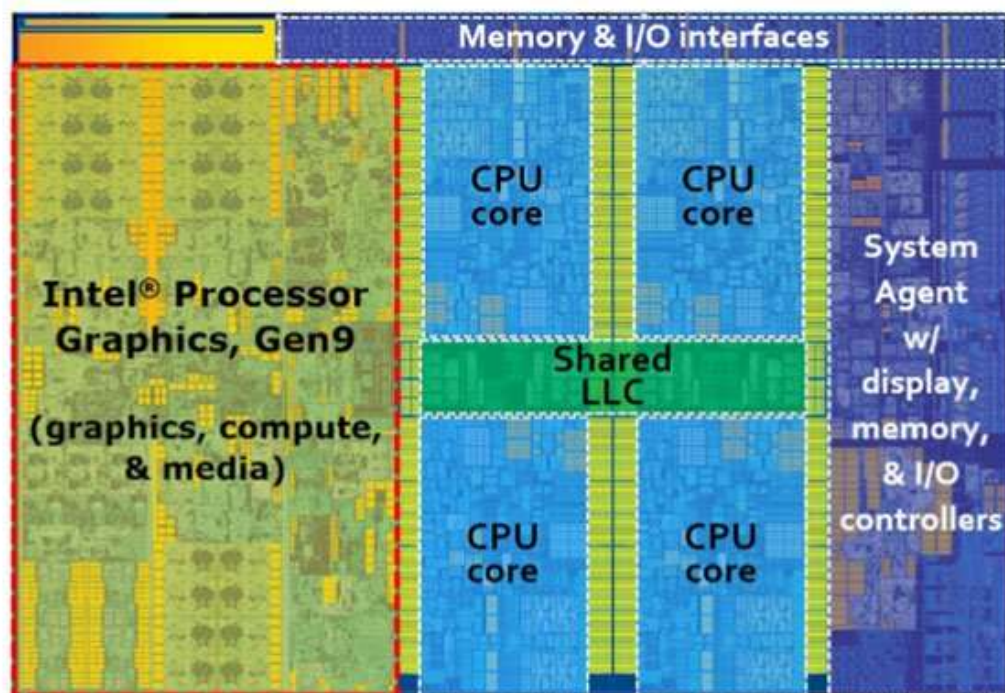 Memory & I/O interfaces
Intel® Processor
Graphics, Gen9
(graphics, compute,
& media)
CPU
core
CPU
core
Shared
LLC
CPU
core
CPU
core
System
Agent
w/
display,
memory,
& I/O
controllers